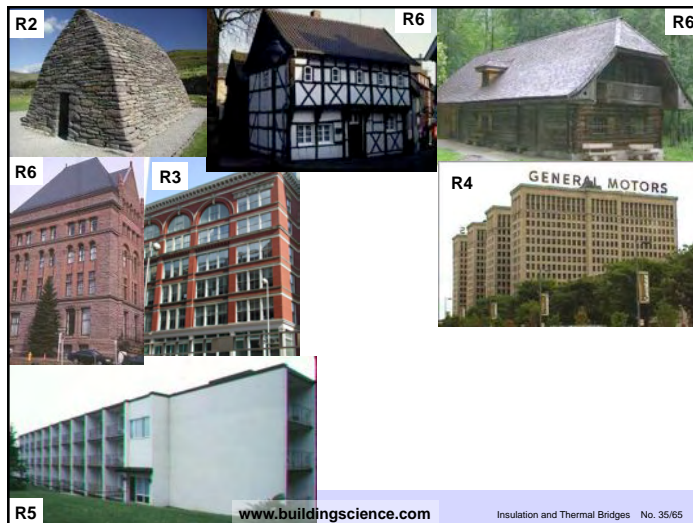 R2
R6
R6
R6
R3
R4
GENERAL MOTORS
R5
www.buildingscience.com
Insulation and Thermal Bridges No. 35/65